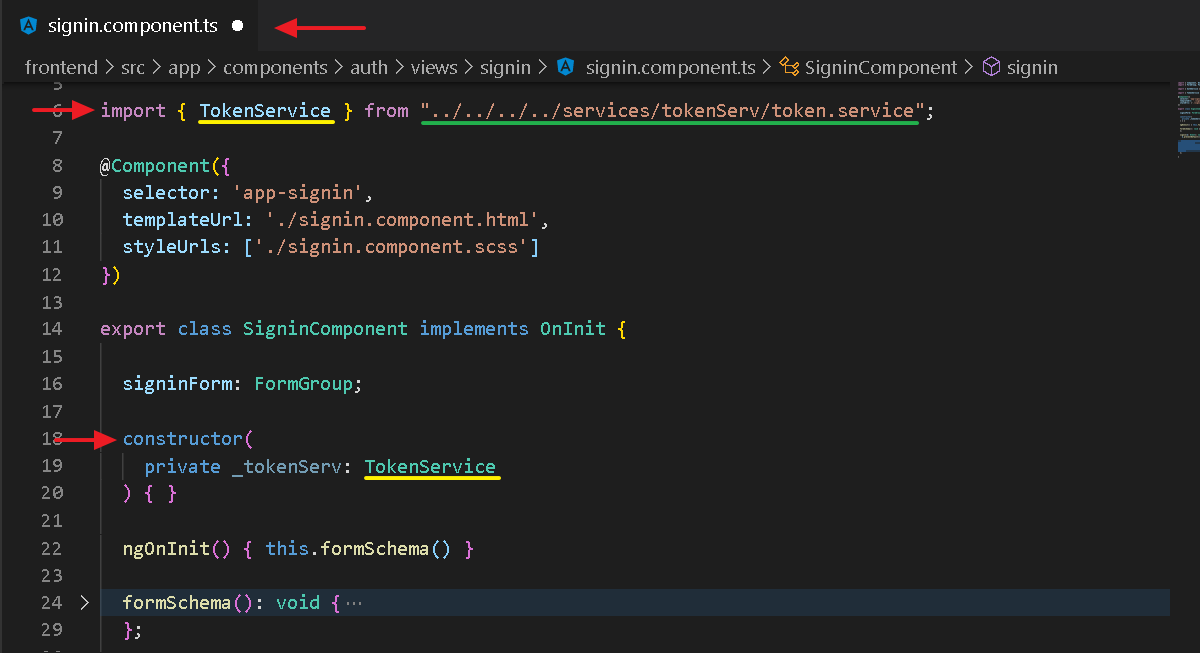 signin.component.ts
frontend > src > app > components > auth > views > signin > signin.component.ts > SigninComponent > signin
5
6 import { TokenService } from "../../../../services/tokenServ/token.service";
7
8 @Component({
9 selector: 'app-signin',
10 templateUrl: './signin.component.html',
11 styleUrls: ['./signin.component.scss']
12 })
13
14 export class SigninComponent implements OnInit {
15
16 signinForm: FormGroup;
17
18 constructor(
19 private _tokenServ: TokenService
20 ) { }
21
22 ngOnInit() { this.formSchema() }
23
24 > formSchema(): void { ···
29 };